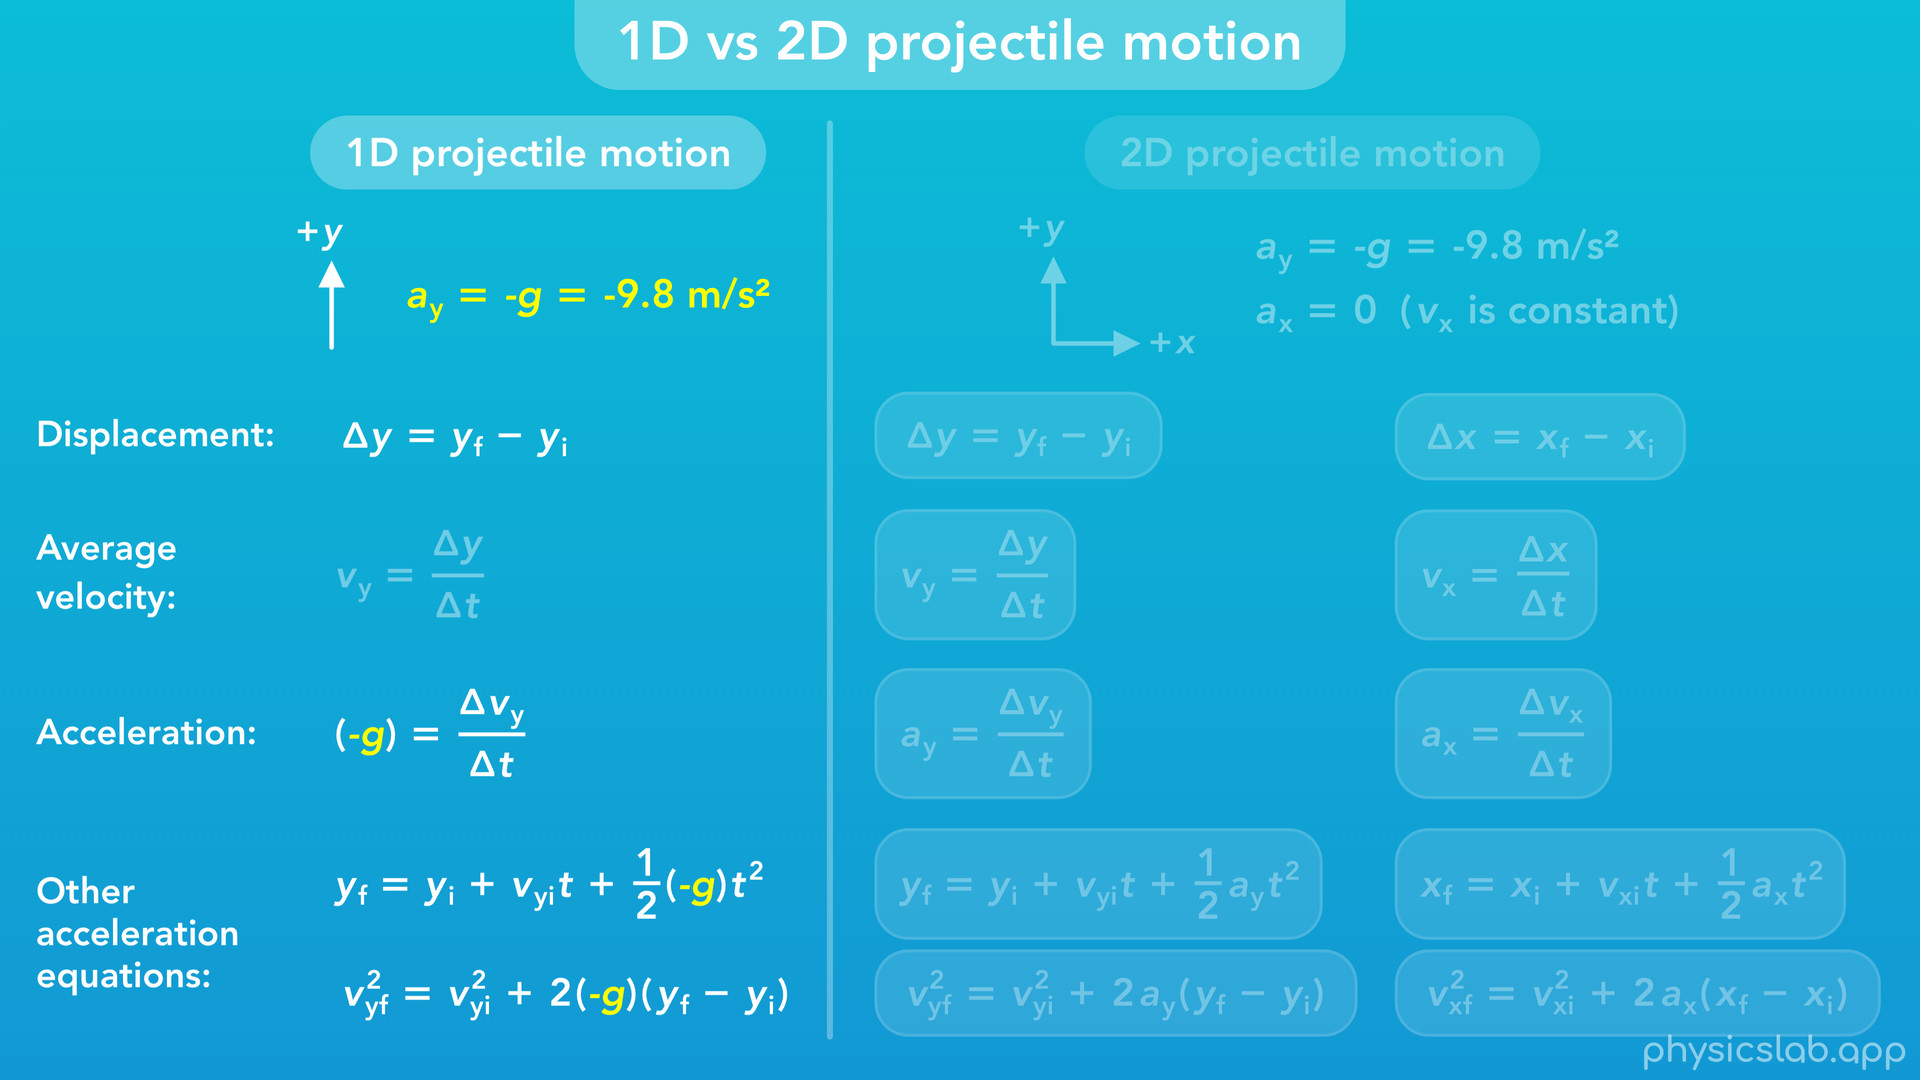 1D vs 2D projectile motion
1D projectile motion
+y
a_y = -g = -9.8 m/s²
Displacement: Δy = y_f − y_i
Average
velocity: v_y = Δy/Δt
Acceleration: (-g) = Δv_y/Δt
Other
acceleration
equations:
y_f = y_i + v_yi t + 1/2(-g)t²
v_yf² = v_yi² + 2(-g)(y_f − y_i)
2D projectile motion
+y
+x
a_y = -g = -9.8 m/s²
a_x = 0 (v_x is constant)
Δy = y_f − y_i
Δx = x_f − x_i
v_y = Δy/Δt
v_x = Δx/Δt
a_y = Δv_y/Δt
a_x = Δv_x/Δt
y_f = y_i + v_yi t + 1/2 a_y t²
x_f = x_i + v_xi t + 1/2 a_x t²
v_yf² = v_yi² + 2a_y(y_f − y_i)
v_xf² = v_xi² + 2a_x(x_f − x_i)
physicslab.app